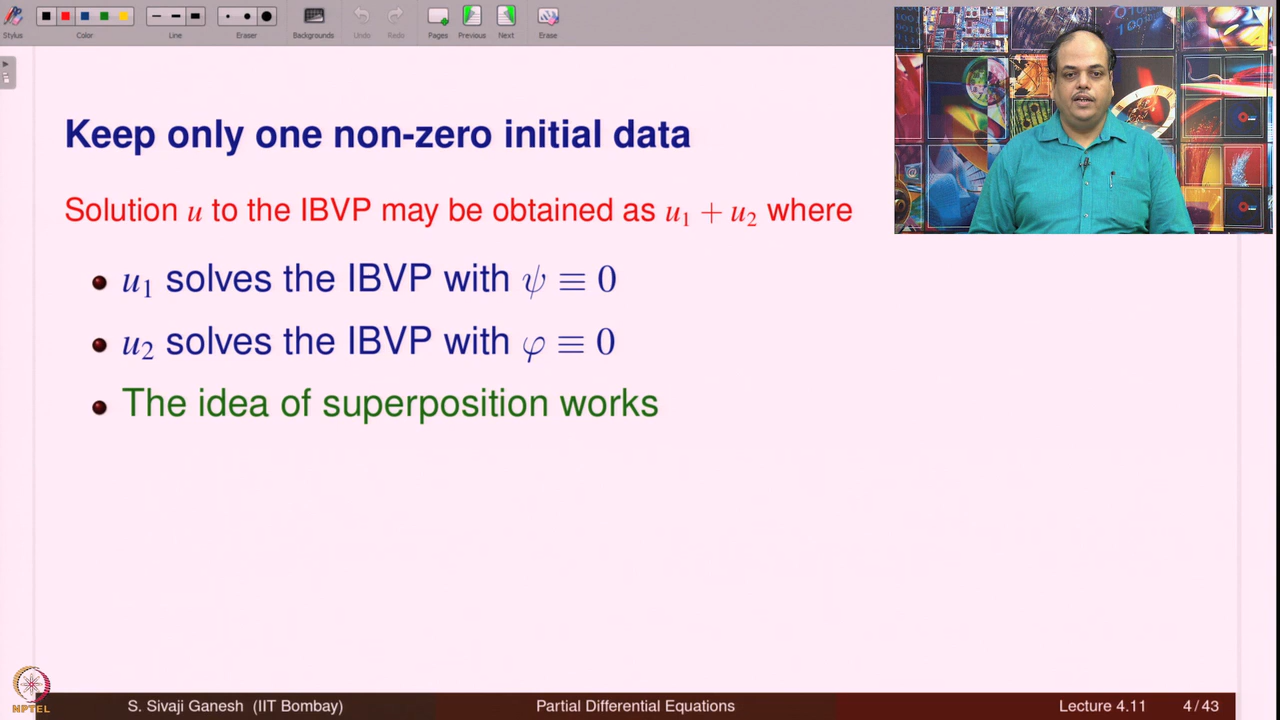 Stylus
Color
Line
Eraser
Backgrounds
Undo
Redo
Pages
Previous
Next
Erase
Keep only one non-zero initial data
Solution u to the IBVP may be obtained as u₁ + u₂ where
u₁ solves the IBVP with ψ ≡ 0
u₂ solves the IBVP with φ ≡ 0
The idea of superposition works
NPTEL
S. Sivaji Ganesh (IIT Bombay)
Partial Differential Equations
Lecture 4.11
4/43